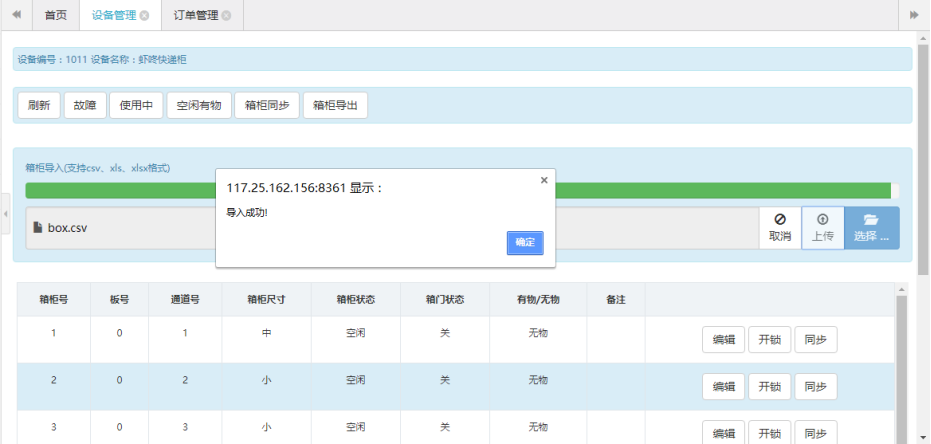 首页 设备管理 订单管理
设备编号：1011 设备名称：虾咚快递柜
刷新 故障 使用中 空闲有物 箱柜同步 箱柜导出
箱柜导入(支持csv、xls、xlsx格式)
117.25.162.156:8361 显示：
导入成功!
确定
box.csv
取消 上传 选择 ...
箱柜号 板号 通道号 箱柜尺寸 箱柜状态 箱门状态 有物/无物 备注
1 0 1 中 空闲 关 无物 编辑 开锁 同步
2 0 2 小 空闲 关 无物 编辑 开锁 同步
3 0 3 小 空闲 关 无物 编辑 开锁 同步